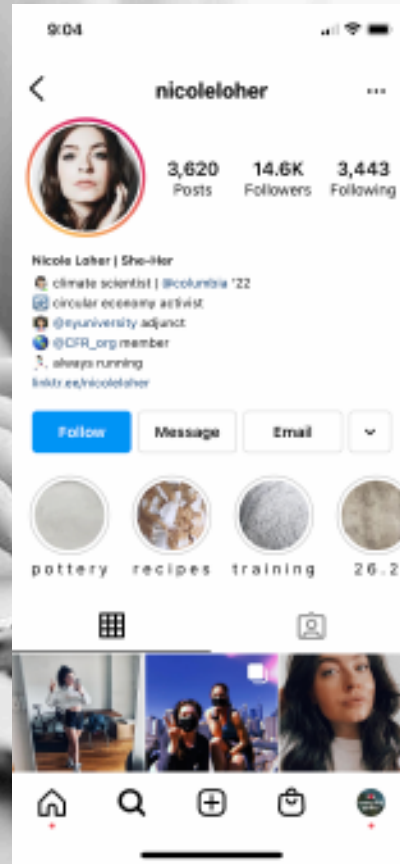 9:04
nicoleloher
3,620 14.6K 3,443
Posts Followers Following
Nicole Loher | She-Her
climate scientist | @columbia '22
circular economy activist
@nyuniversity adjunct
@CFR_org member
always running
linktr.ee/nicoleloher
Follow Message Email
pottery recipes training 26.2